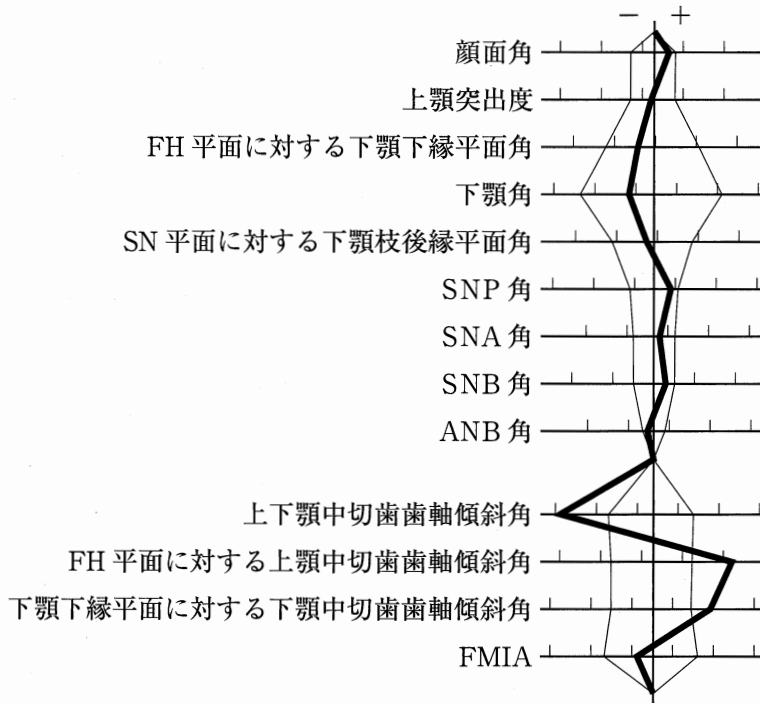 − +
顔面角
上顎突出度
FH 平面に対する下顎下縁平面角
下顎角
SN 平面に対する下顎枝後縁平面角
SNP 角
SNA 角
SNB 角
ANB 角
上下顎中切歯歯軸傾斜角
FH 平面に対する上顎中切歯歯軸傾斜角
下顎下縁平面に対する下顎中切歯歯軸傾斜角
FMIA